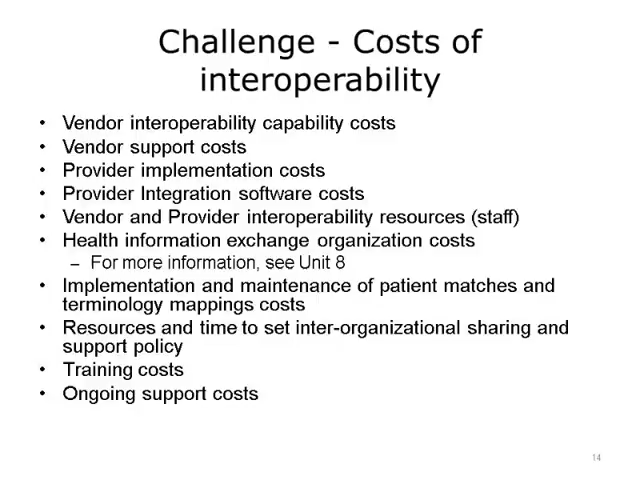 Challenge - Costs of
interoperability
• Vendor interoperability capability costs
• Vendor support costs
• Provider implementation costs
• Provider Integration software costs
• Vendor and Provider interoperability resources (staff)
• Health information exchange organization costs
– For more information, see Unit 8
• Implementation and maintenance of patient matches and
terminology mappings costs
• Resources and time to set inter-organizational sharing and
support policy
• Training costs
• Ongoing support costs
14